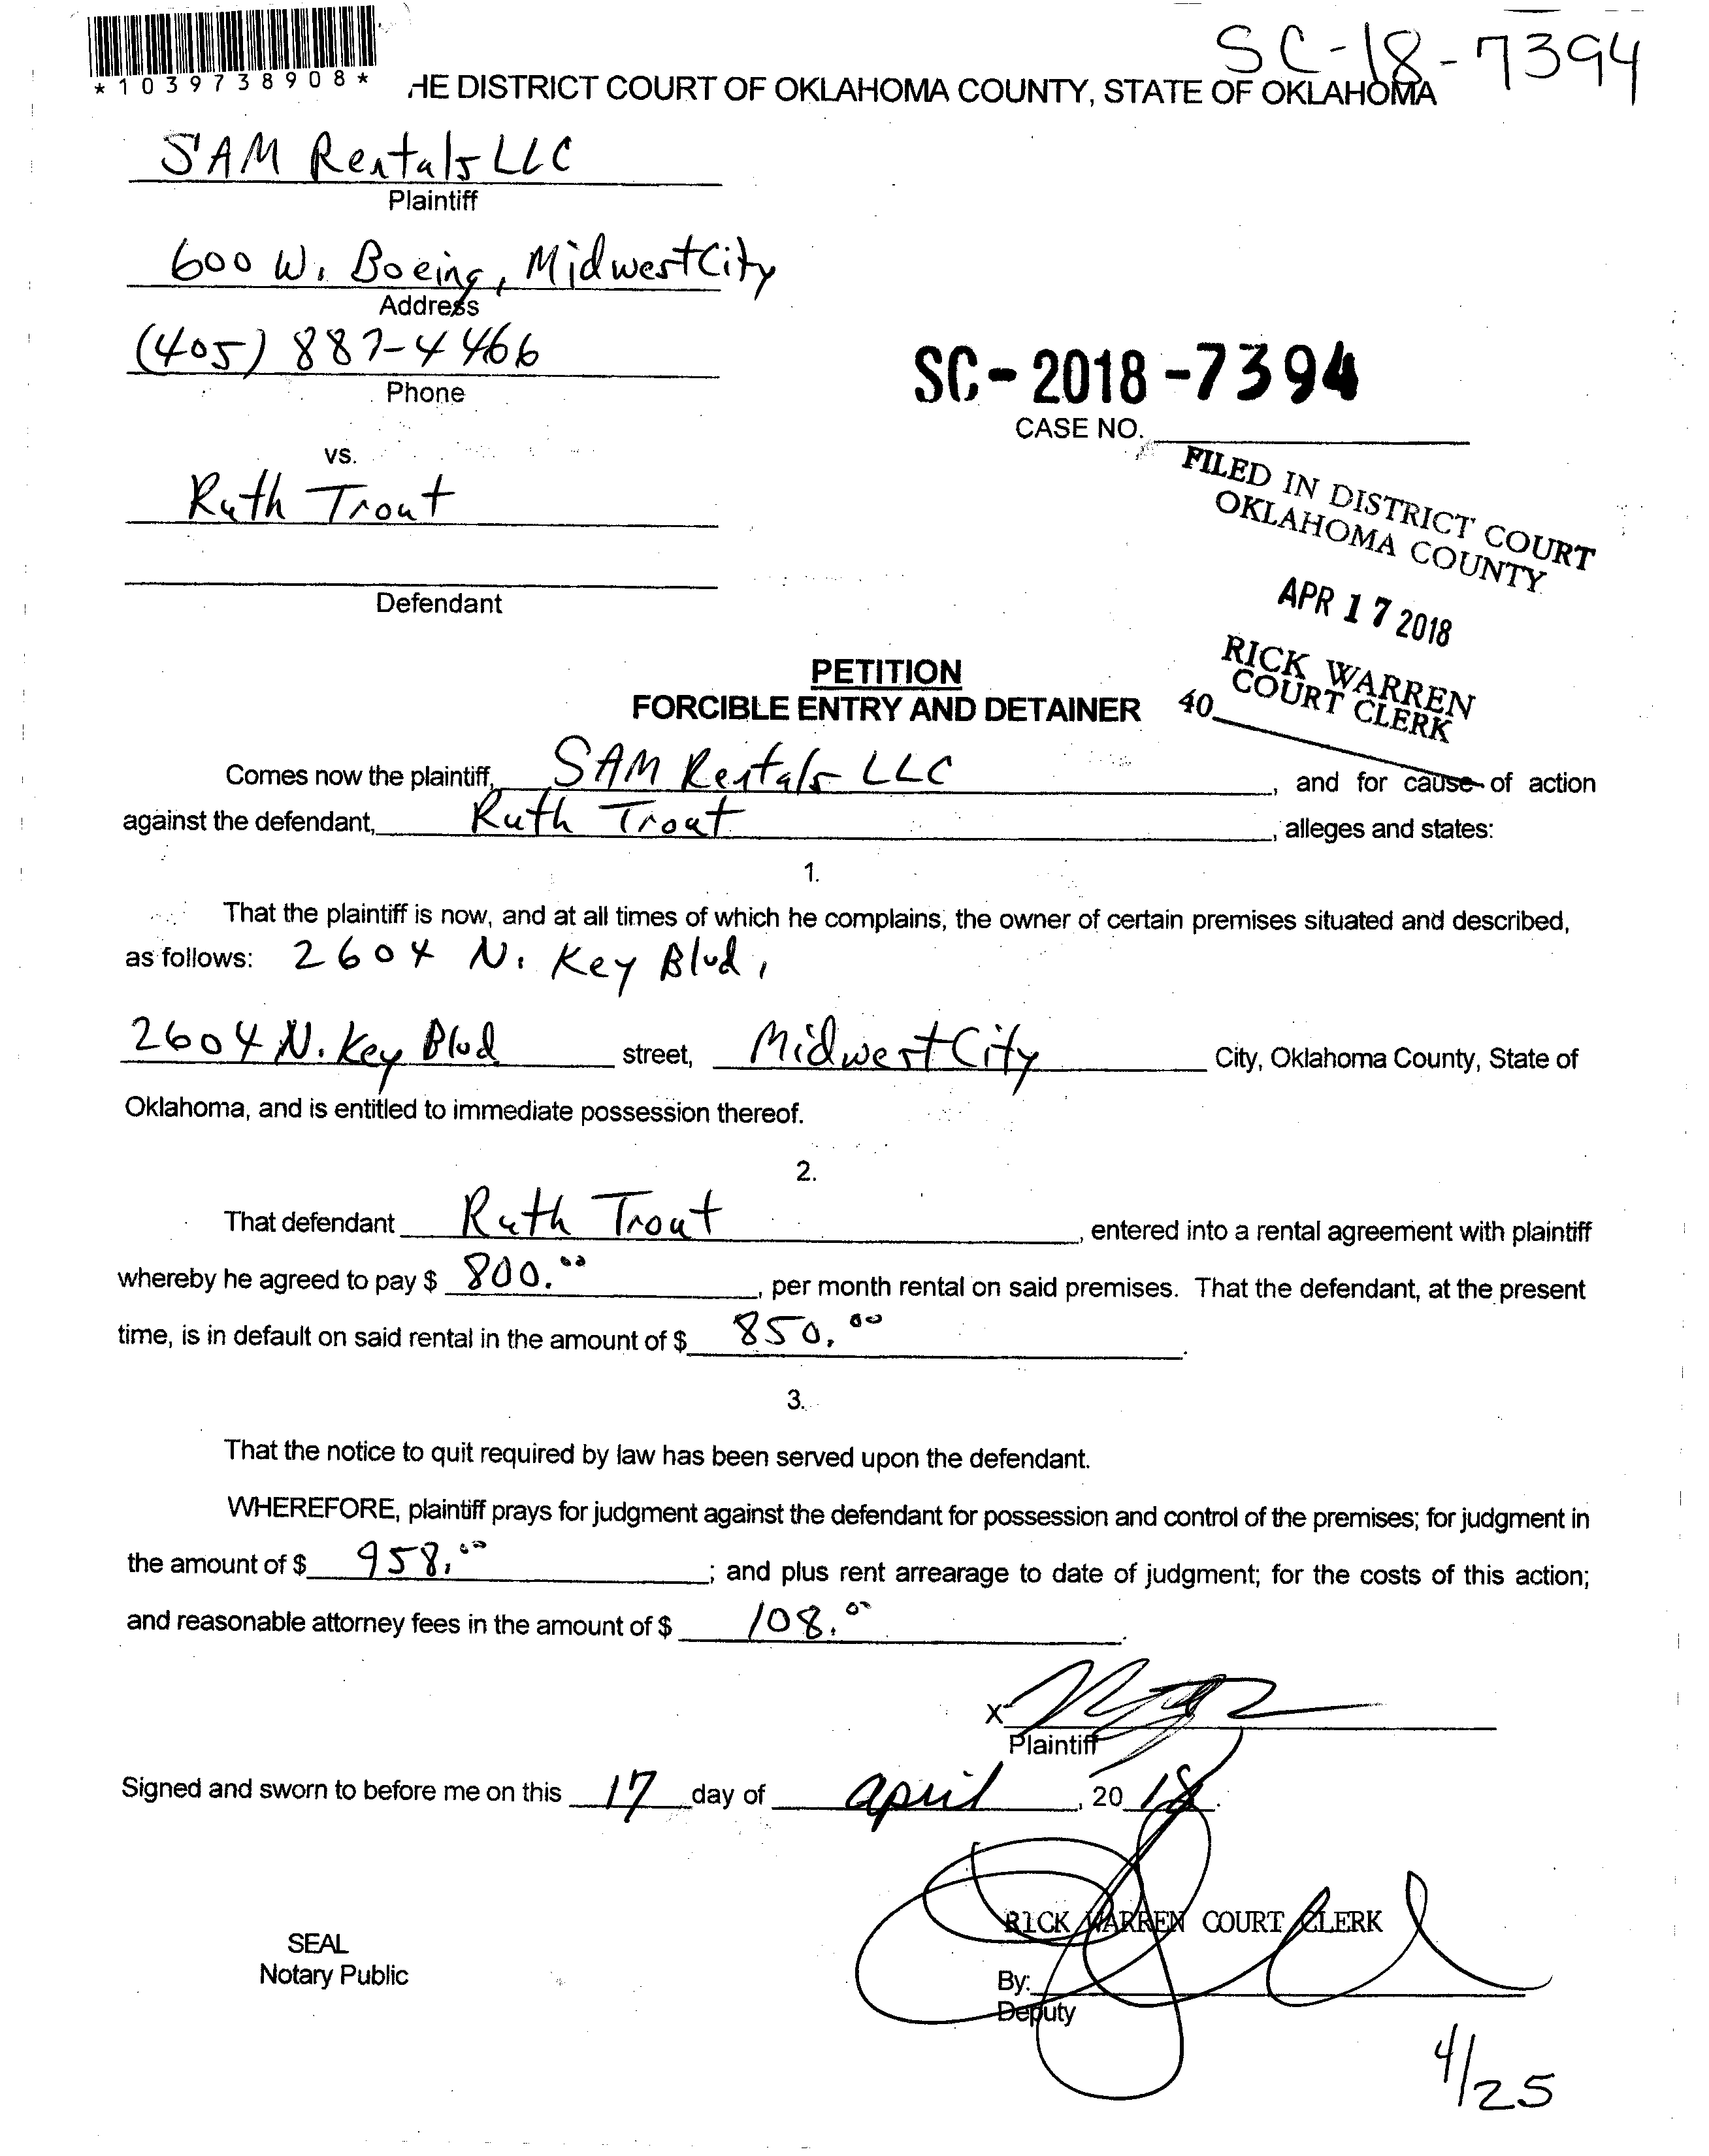 SC-18-7394
*1039738908*
HE DISTRICT COURT OF OKLAHOMA COUNTY, STATE OF OKLAHOMA
SAM Rentals LLC
Plaintiff
600 W. Boeing, Midwest City
Address
(405) 887-4466
Phone
SC-2018-7394
CASE NO.
vs.
Ruth Trout
Defendant
FILED IN DISTRICT COURT
OKLAHOMA COUNTY
APR 17 2018
RICK WARREN
COURT CLERK
40
PETITION
FORCIBLE ENTRY AND DETAINER
Comes now the plaintiff, SAM Rentals LLC, and for cause of action
against the defendant, Ruth Trout, alleges and states:
1.
That the plaintiff is now, and at all times of which he complains, the owner of certain premises situated and described,
as follows: 2604 N. Key Blvd,
2604 N. Key Blvd street, Midwest City City, Oklahoma County, State of
Oklahoma, and is entitled to immediate possession thereof.
2.
That defendant Ruth Trout, entered into a rental agreement with plaintiff
whereby he agreed to pay $ 800.00, per month rental on said premises. That the defendant, at the present
time, is in default on said rental in the amount of $ 850.00.
3.
That the notice to quit required by law has been served upon the defendant.
WHEREFORE, plaintiff prays for judgment against the defendant for possession and control of the premises; for judgment in
the amount of $ 958.00; and plus rent arrearage to date of judgment; for the costs of this action;
and reasonable attorney fees in the amount of $ 108.00.
X
Plaintiff
Signed and sworn to before me on this 17 day of april, 2018.
RICK WARREN COURT CLERK
SEAL
Notary Public
By:
Deputy
4/25